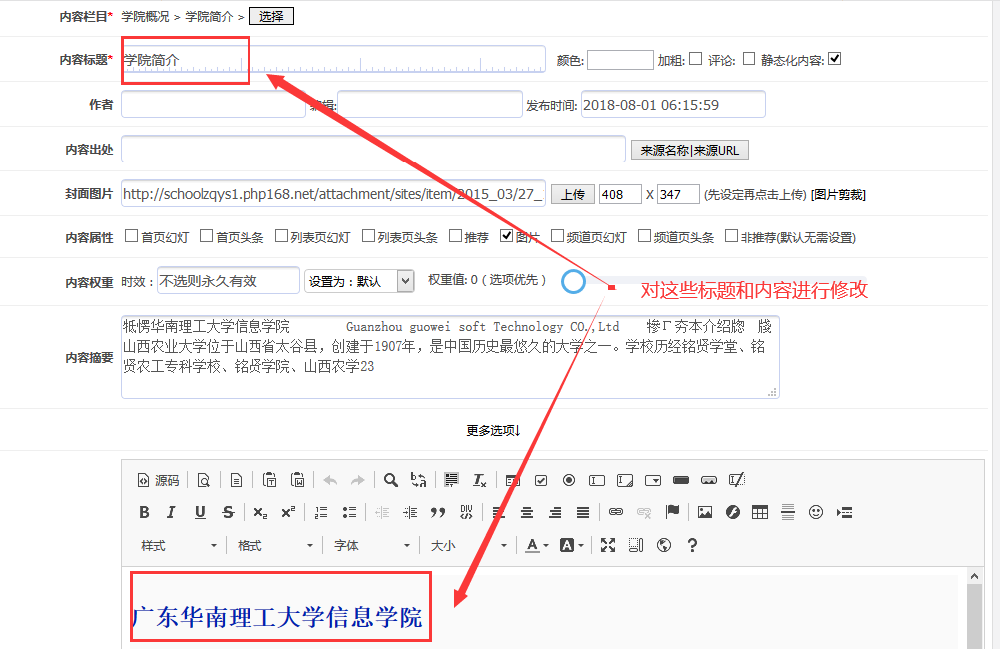 内容栏目* 学院概况 > 学院简介 > 选择
内容标题* 学院简介 颜色: 加粗: 评论: 静态化内容:
作者 编辑: 发布时间: 2018-08-01 06:15:59
内容出处 来源名称|来源URL
封面图片 http://schoolzqys1.php168.net/attachment/sites/item/2015_03/27_ 上传 408 X 347 (先设定再点击上传) [图片剪裁]
内容属性 首页幻灯 首页头条 列表页幻灯 列表页头条 推荐 图片 频道页幻灯 频道页头条 非推荐(默认无需设置)
内容权重 时效： 不选则永久有效 设置为：默认 权重值: 0 ( 选项优先 )
对这些标题和内容进行修改
内容摘要
牴愣华南理工大学信息学院 Guanzhou guowei soft Technology CO.,Ltd 惨厂夯本介绍牎 牋
山西农业大学位于山西省太谷县，创建于1907年，是中国历史最悠久的大学之一。学校历经铭贤学堂、铭
贤农工专科学校、铭贤学院、山西农学23
更多选项↓
源码
B I U S X₂ X² DIV
样式 格式 字体 大小 A A ?
广东华南理工大学信息学院